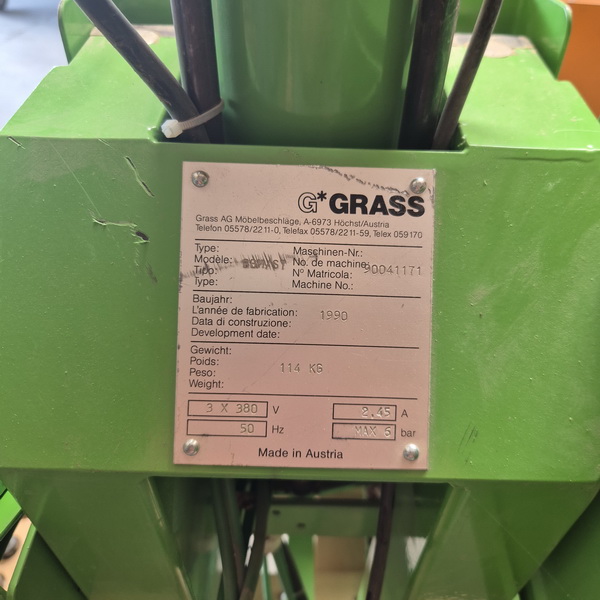 G*GRASS
Grass AG Möbelbeschläge, A-6973 Höchst/Austria
Telefon 05578/2211-0, Telefax 05578/2211-59, Telex 059170
Type:
Modèle:
Tipo:
Type:
Maschinen-Nr.:
No. de machine:
N° Matricola: 90041171
Machine No.:
Baujahr:
L'année de fabrication: 1990
Data di construzione:
Development date:
Gewicht:
Poids: 114 KG
Peso:
Weight:
3 X 380 V 2,45 A
50 Hz MAX 6 bar
Made in Austria